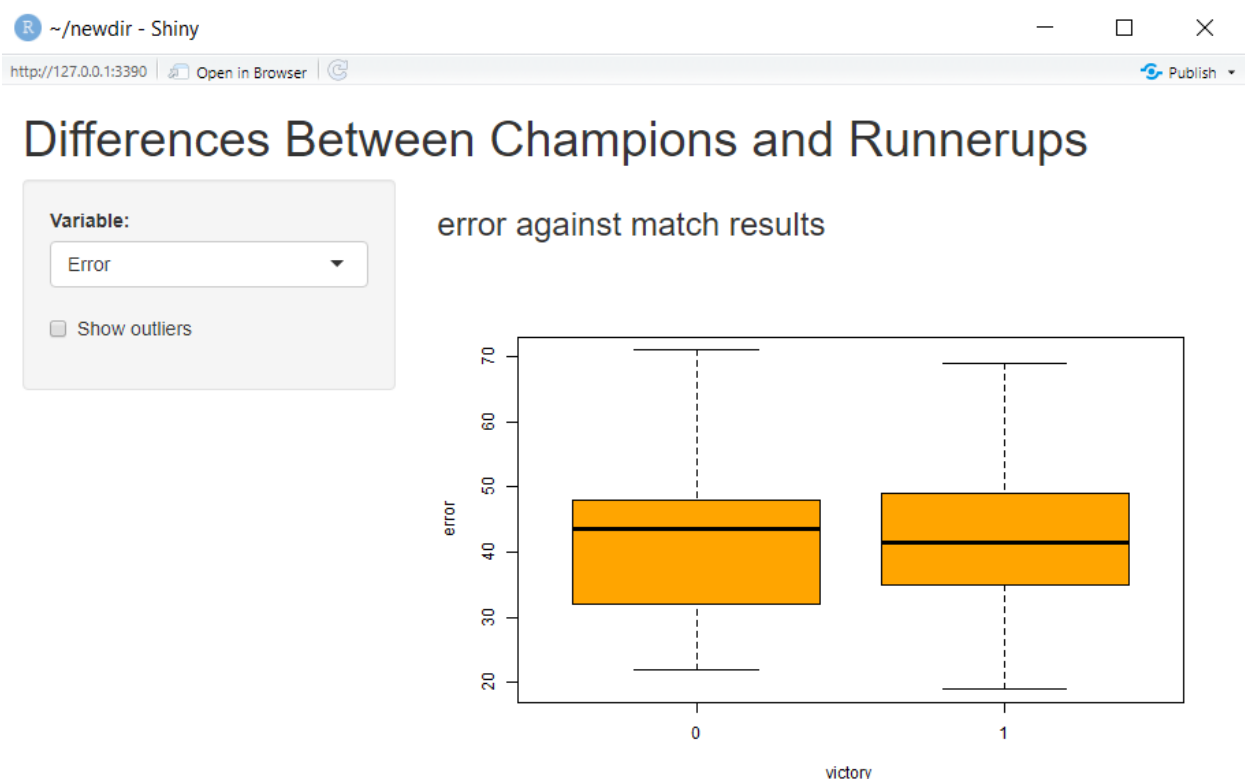 R ~/newdir - Shiny
http://127.0.0.1:3390 Open in Browser Publish
Differences Between Champions and Runnerups
Variable:
Error
Show outliers
error against match results
70
60
50
40
30
20
error
0 1
victory